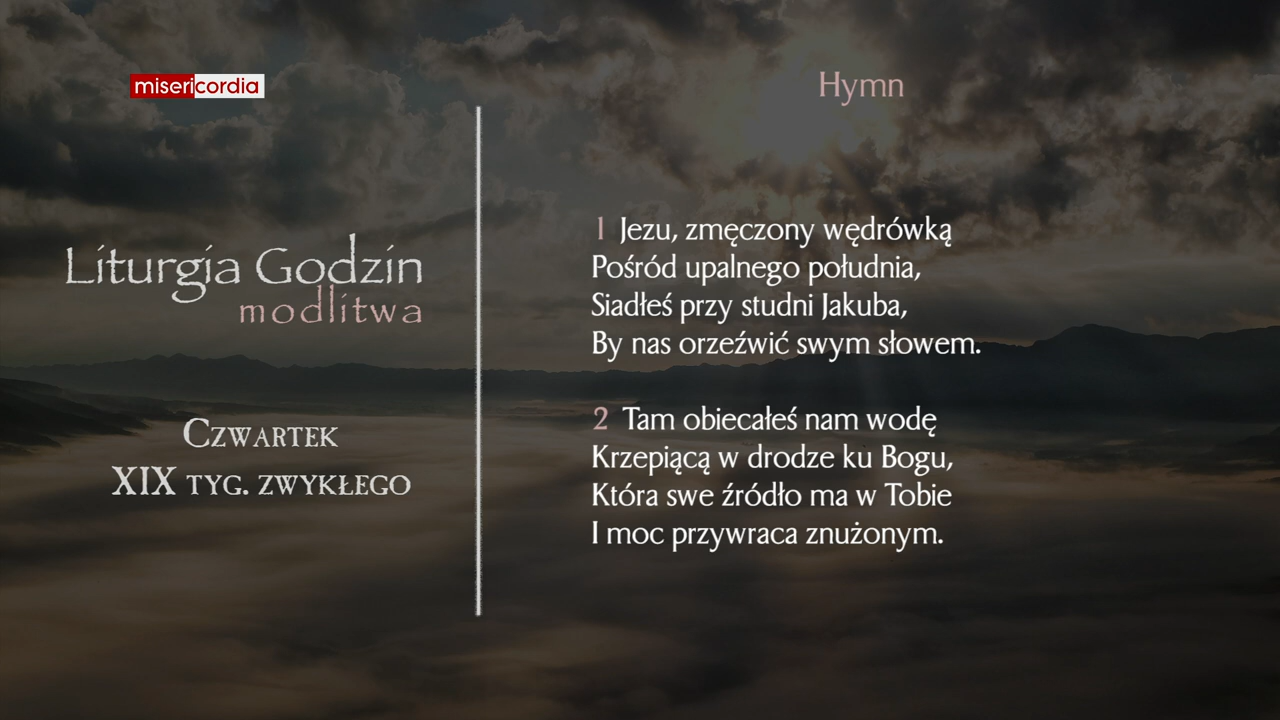 misericordia
Liturgia Godzin
modlitwa
Czwartek
XIX tyg. zwykłego
Hymn
1 Jezu, zmęczony wędrówką
Pośród upalnego południa,
Siadłeś przy studni Jakuba,
By nas orzeźwić swym słowem.
2 Tam obiecałeś nam wodę
Krzepiącą w drodze ku Bogu,
Która swe źródło ma w Tobie
I moc przywraca znużonym.